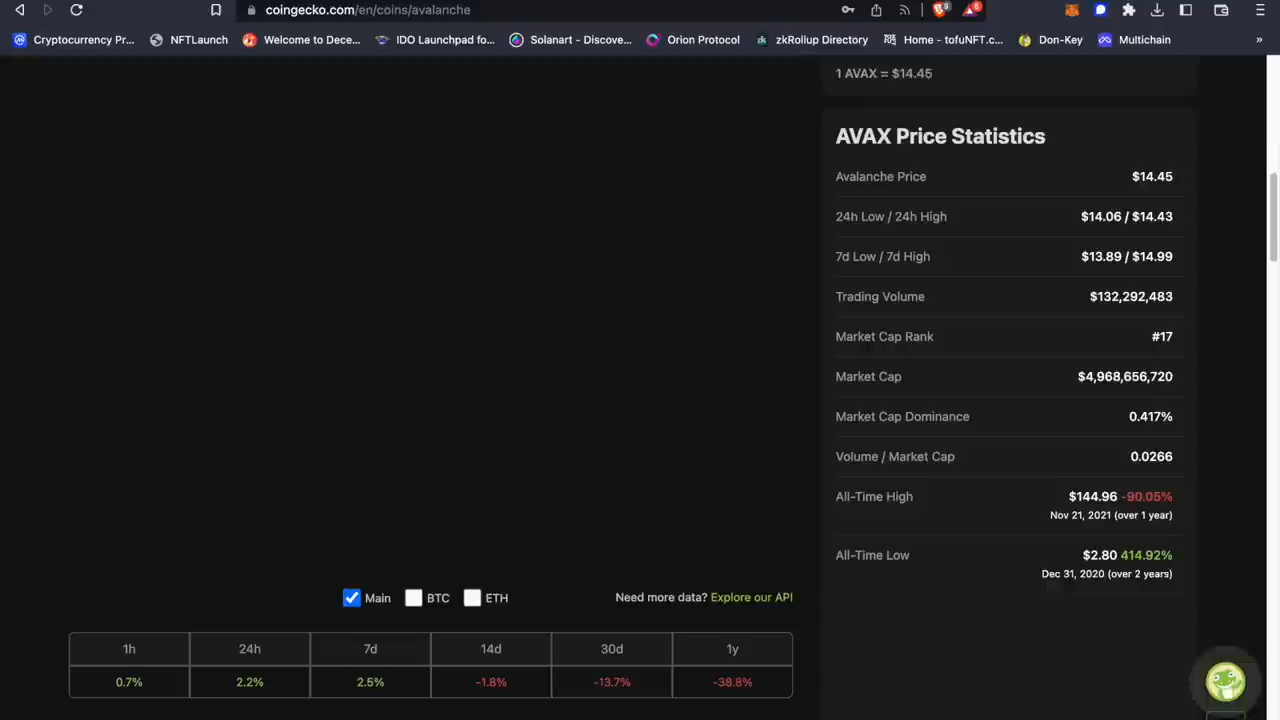 coingecko.com/en/coins/avalanche
9
6
Cryptocurrency Pr...
NFTLaunch
Welcome to Dece...
IDO Launchpad fo...
Solanart - Discove...
Orion Protocol
zkRollup Directory
Home - tofuNFT.c...
Don-Key
Multichain
»
1 AVAX = $14.45
AVAX Price Statistics
Avalanche Price $14.45
24h Low / 24h High $14.06 / $14.43
7d Low / 7d High $13.89 / $14.99
Trading Volume $132,292,483
Market Cap Rank #17
Market Cap $4,968,656,720
Market Cap Dominance 0.417%
Volume / Market Cap 0.0266
All-Time High $144.96 -90.05%
Nov 21, 2021 (over 1 year)
All-Time Low $2.80 414.92%
Dec 31, 2020 (over 2 years)
Main BTC ETH Need more data? Explore our API
1h 24h 7d 14d 30d 1y
0.7% 2.2% 2.5% -1.8% -13.7% -38.8%